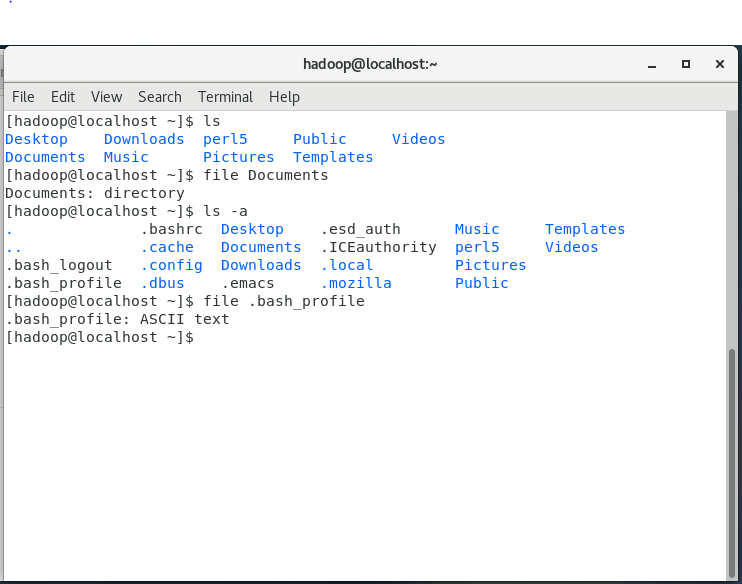 hadoop@localhost:~
File Edit View Search Terminal Help
[hadoop@localhost ~]$ ls
Desktop    Downloads  perl5     Public     Videos
Documents  Music      Pictures  Templates
[hadoop@localhost ~]$ file Documents
Documents: directory
[hadoop@localhost ~]$ ls -a
.              .bashrc  Desktop    .esd_auth     Music     Templates
..             .cache   Documents  .ICEauthority  perl5     Videos
.bash_logout   .config  Downloads  .local        Pictures
.bash_profile  .dbus    .emacs     .mozilla      Public
[hadoop@localhost ~]$ file .bash_profile
.bash_profile: ASCII text
[hadoop@localhost ~]$